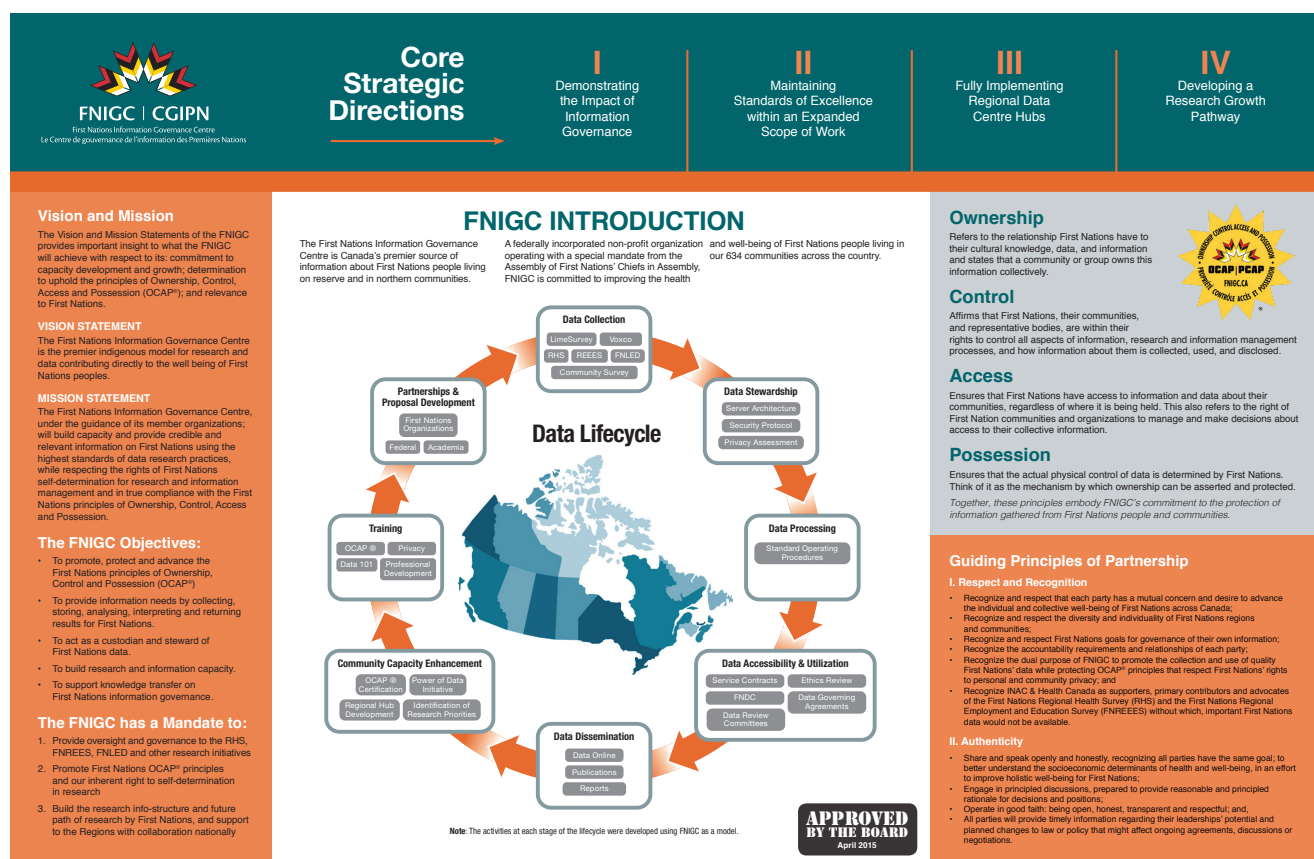 FNIGC | CGIPN
First Nations Information Governance Centre
Le Centre de gouvernance de l'information des Premières Nations
Core
Strategic
Directions
I
Demonstrating
the Impact of
Information
Governance
II
Maintaining
Standards of Excellence
within an Expanded
Scope of Work
III
Fully Implementing
Regional Data
Centre Hubs
IV
Developing a
Research Growth
Pathway
Vision and Mission
The Vision and Mission Statements of the FNIGC
provides important insight to what the FNIGC
will achieve with respect to its: commitment to
capacity development and growth; determination
to uphold the principles of Ownership, Control,
Access and Possession (OCAP®); and relevance
to First Nations.
VISION STATEMENT
The First Nations Information Governance Centre
is the premier indigenous model for research and
data contributing directly to the well being of First
Nations peoples.
MISSION STATEMENT
The First Nations Information Governance Centre,
under the guidance of its member organizations;
will build capacity and provide credible and
relevant information on First Nations using the
highest standards of data research practices,
while respecting the rights of First Nations
self-determination for research and information
management and in true compliance with the First
Nations principles of Ownership, Control, Access
and Possession.
The FNIGC Objectives:
• To promote, protect and advance the
First Nations principles of Ownership,
Control and Possession (OCAP®)
• To provide information needs by collecting,
storing, analysing, interpreting and returning
results for First Nations.
• To act as a custodian and steward of
First Nations data.
• To build research and information capacity.
• To support knowledge transfer on
First Nations information governance.
The FNIGC has a Mandate to:
1. Provide oversight and governance to the RHS,
FNREES, FNLED and other research initiatives
2. Promote First Nations OCAP® principles
and our inherent right to self-determination
in research
3. Build the research info-structure and future
path of research by First Nations, and support
to the Regions with collaboration nationally
FNIGC INTRODUCTION
The First Nations Information Governance
Centre is Canada's premier source of
information about First Nations people living
on reserve and in northern communities.
A federally incorporated non-profit organization
operating with a special mandate from the
Assembly of First Nations' Chiefs in Assembly,
FNIGC is committed to improving the health
and well-being of First Nations people living in
our 634 communities across the country.
Data Lifecycle
Data Collection
LimeSurvey
Voxco
RHS
REEES
FNLED
Community Survey
Data Stewardship
Server Architecture
Security Protocol
Privacy Assessment
Data Processing
Standard Operating
Procedures
Data Accessibility & Utilization
Service Contracts
Ethics Review
FNDC
Data Governing
Agreements
Data Review
Committees
Data Dissemination
Data Online
Publications
Reports
Community Capacity Enhancement
OCAP ®
Certification
Power of Data
Initiative
Regional Hub
Development
Identification of
Research Priorities
Training
OCAP ®
Privacy
Data 101
Professional
Development
Partnerships &
Proposal Development
First Nations
Organizations
Federal
Academia
Note: The activities at each stage of the lifecycle were developed using FNIGC as a model.
APPROVED
BY THE BOARD
April 2015
Ownership
Refers to the relationship First Nations have to
their cultural knowledge, data, and information
and states that a community or group owns this
information collectively.
OWNERSHIP CONTROL ACCESS AND POSSESSION
OCAP|PCAP
FNIGC.CA
PROPRIÉTÉ CONTRÔLE ACCÈS ET POSSESSION
®
Control
Affirms that First Nations, their communities,
and representative bodies, are within their
rights to control all aspects of information, research and information management
processes, and how information about them is collected, used, and disclosed.
Access
Ensures that First Nations have access to information and data about their
communities, regardless of where it is being held. This also refers to the right of
First Nation communities and organizations to manage and make decisions about
access to their collective information.
Possession
Ensures that the actual physical control of data is determined by First Nations.
Think of it as the mechanism by which ownership can be asserted and protected.
Together, these principles embody FNIGC's commitment to the protection of
information gathered from First Nations people and communities.
Guiding Principles of Partnership
I. Respect and Recognition
• Recognize and respect that each party has a mutual concern and desire to advance
the individual and collective well-being of First Nations across Canada;
• Recognize and respect the diversity and individuality of First Nations regions
and communities;
• Recognize and respect First Nations goals for governance of their own information;
• Recognize the accountability requirements and relationships of each party;
• Recognize the dual purpose of FNIGC to promote the collection and use of quality
First Nations' data while protecting OCAP® principles that respect First Nations' rights
to personal and community privacy; and
• Recognize INAC & Health Canada as supporters, primary contributors and advocates
of the First Nations Regional Health Survey (RHS) and the First Nations Regional
Employment and Education Survey (FNREEES) without which, important First Nations
data would not be available.
II. Authenticity
• Share and speak openly and honestly, recognizing all parties have the same goal; to
better understand the socioeconomic determinants of health and well-being, in an effort
to improve holistic well-being for First Nations;
• Engage in principled discussions, prepared to provide reasonable and principled
rationale for decisions and positions;
• Operate in good faith: being open, honest, transparent and respectful; and,
• All parties will provide timely information regarding their leaderships' potential and
planned changes to law or policy that might affect ongoing agreements, discussions or
negotiations.